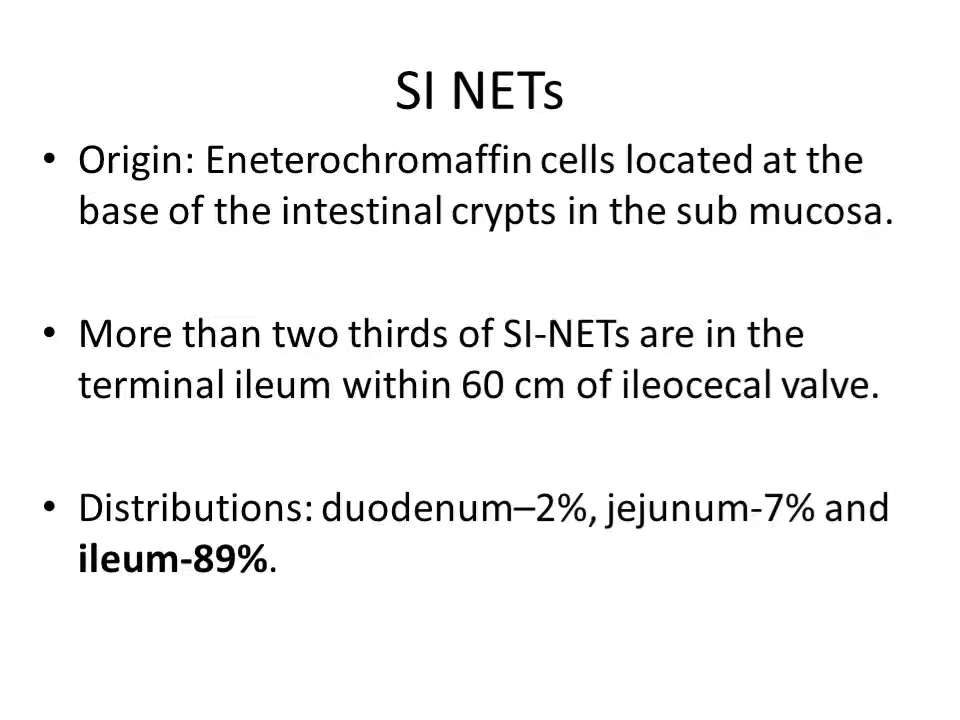 SI NETs
• Origin: Eneterochromaffin cells located at the
base of the intestinal crypts in the sub mucosa.
• More than two thirds of SI-NETs are in the
terminal ileum within 60 cm of ileocecal valve.
• Distributions: duodenum–2%, jejunum-7% and
ileum-89%.